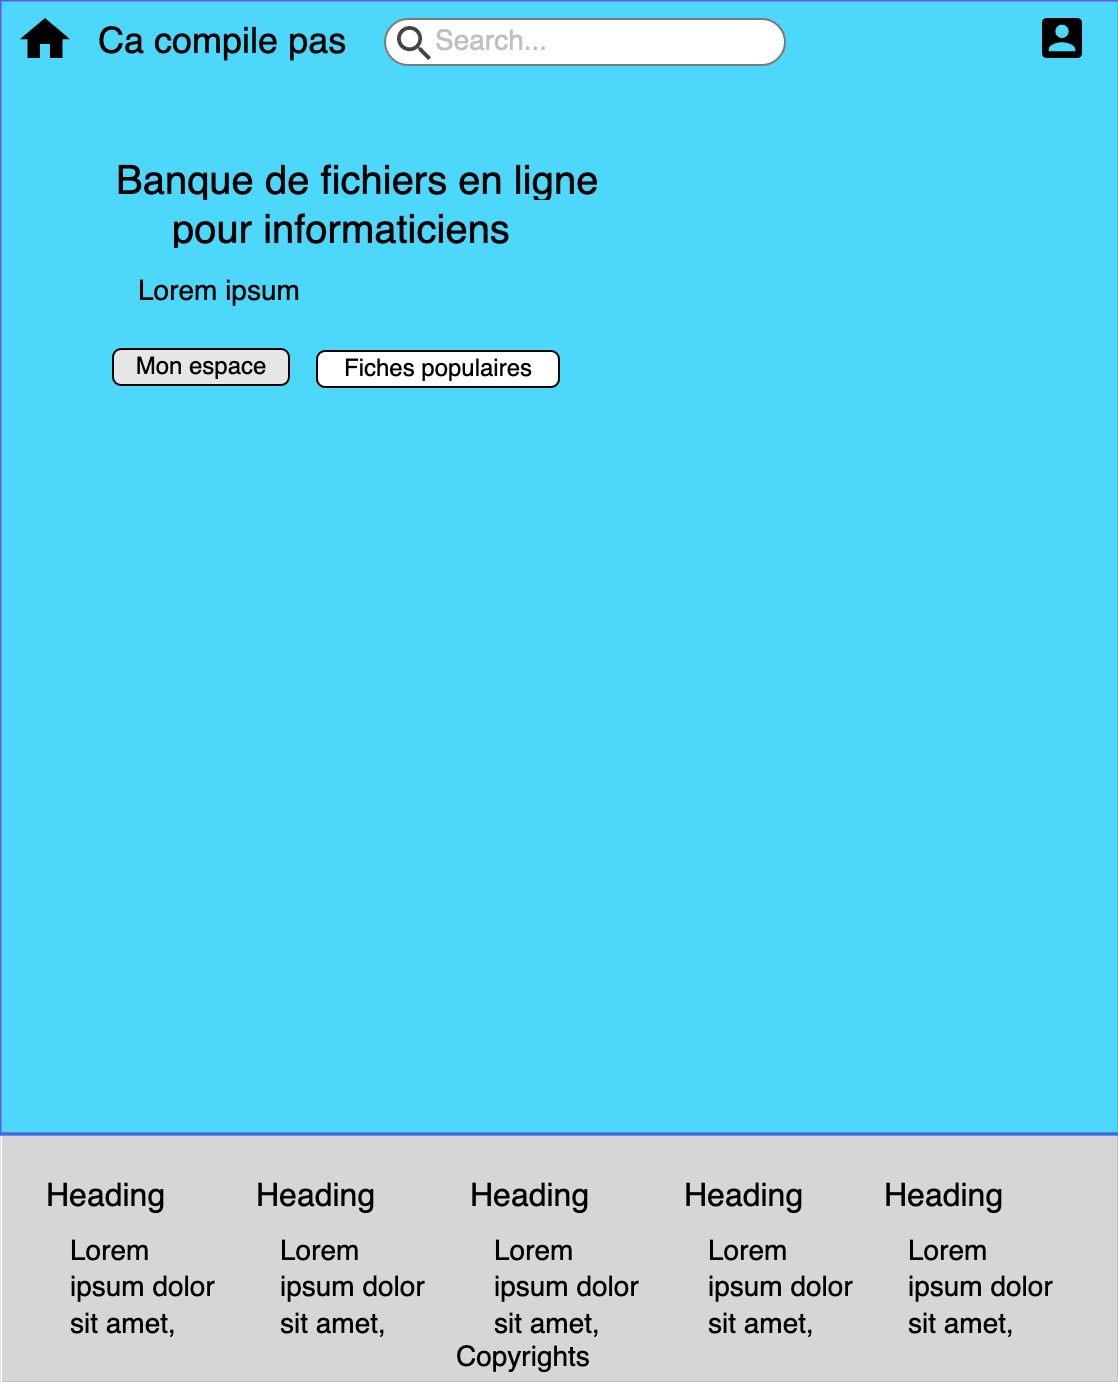 Ca compile pas
Search...
Banque de fichiers en ligne
pour informaticiens
Lorem ipsum
Mon espace
Fiches populaires
Heading
Lorem
ipsum dolor
sit amet,
Heading
Lorem
ipsum dolor
sit amet,
Heading
Lorem
ipsum dolor
sit amet,
Heading
Lorem
ipsum dolor
sit amet,
Heading
Lorem
ipsum dolor
sit amet,
Copyrights